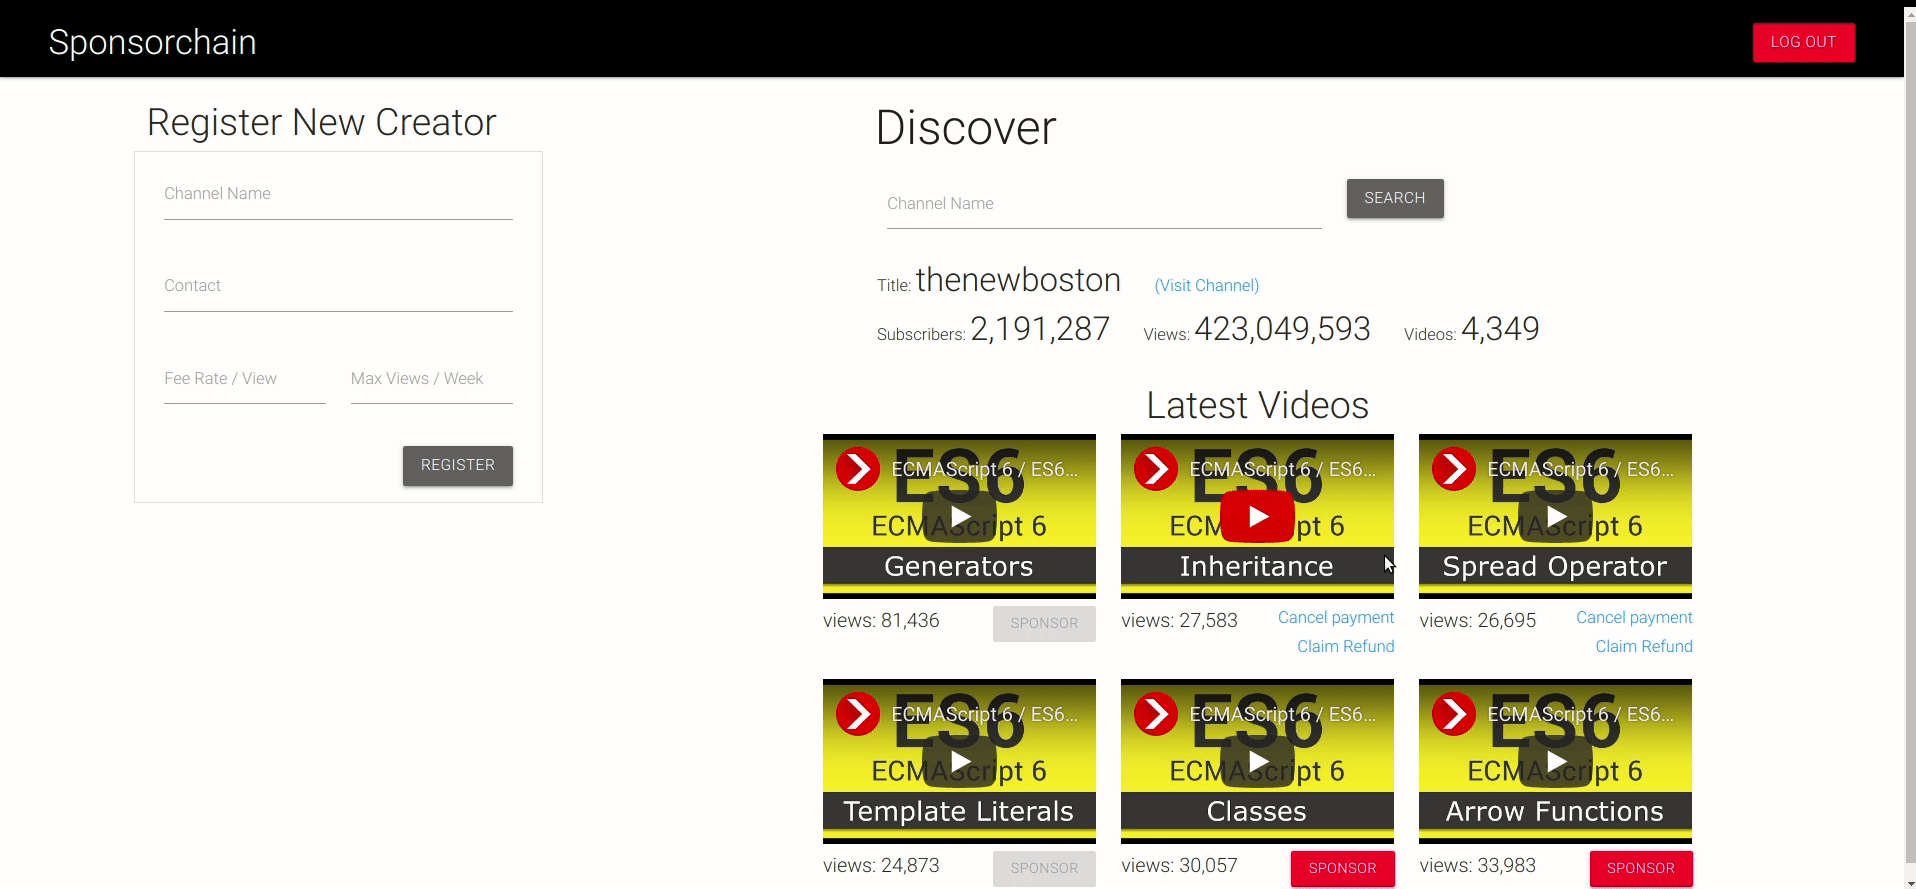 Sponsorchain
LOG OUT
Register New Creator
Channel Name
Contact
Fee Rate / View
Max Views / Week
REGISTER
Discover
Channel Name
SEARCH
Title: thenewboston (Visit Channel)
Subscribers: 2,191,287 Views: 423,049,593 Videos: 4,349
Latest Videos
ECMAScript 6 / ES6...
ES6
ECMAScript 6
Generators
views: 81,436
SPONSOR
ECMAScript 6 / ES6...
ES6
ECMAScript 6
Inheritance
views: 27,583
Cancel payment
Claim Refund
ECMAScript 6 / ES6...
ES6
ECMAScript 6
Spread Operator
views: 26,695
Cancel payment
Claim Refund
ECMAScript 6 / ES6...
ES6
ECMAScript 6
Template Literals
views: 24,873
SPONSOR
ECMAScript 6 / ES6...
ES6
ECMAScript 6
Classes
views: 30,057
SPONSOR
ECMAScript 6 / ES6...
ES6
ECMAScript 6
Arrow Functions
views: 33,983
SPONSOR